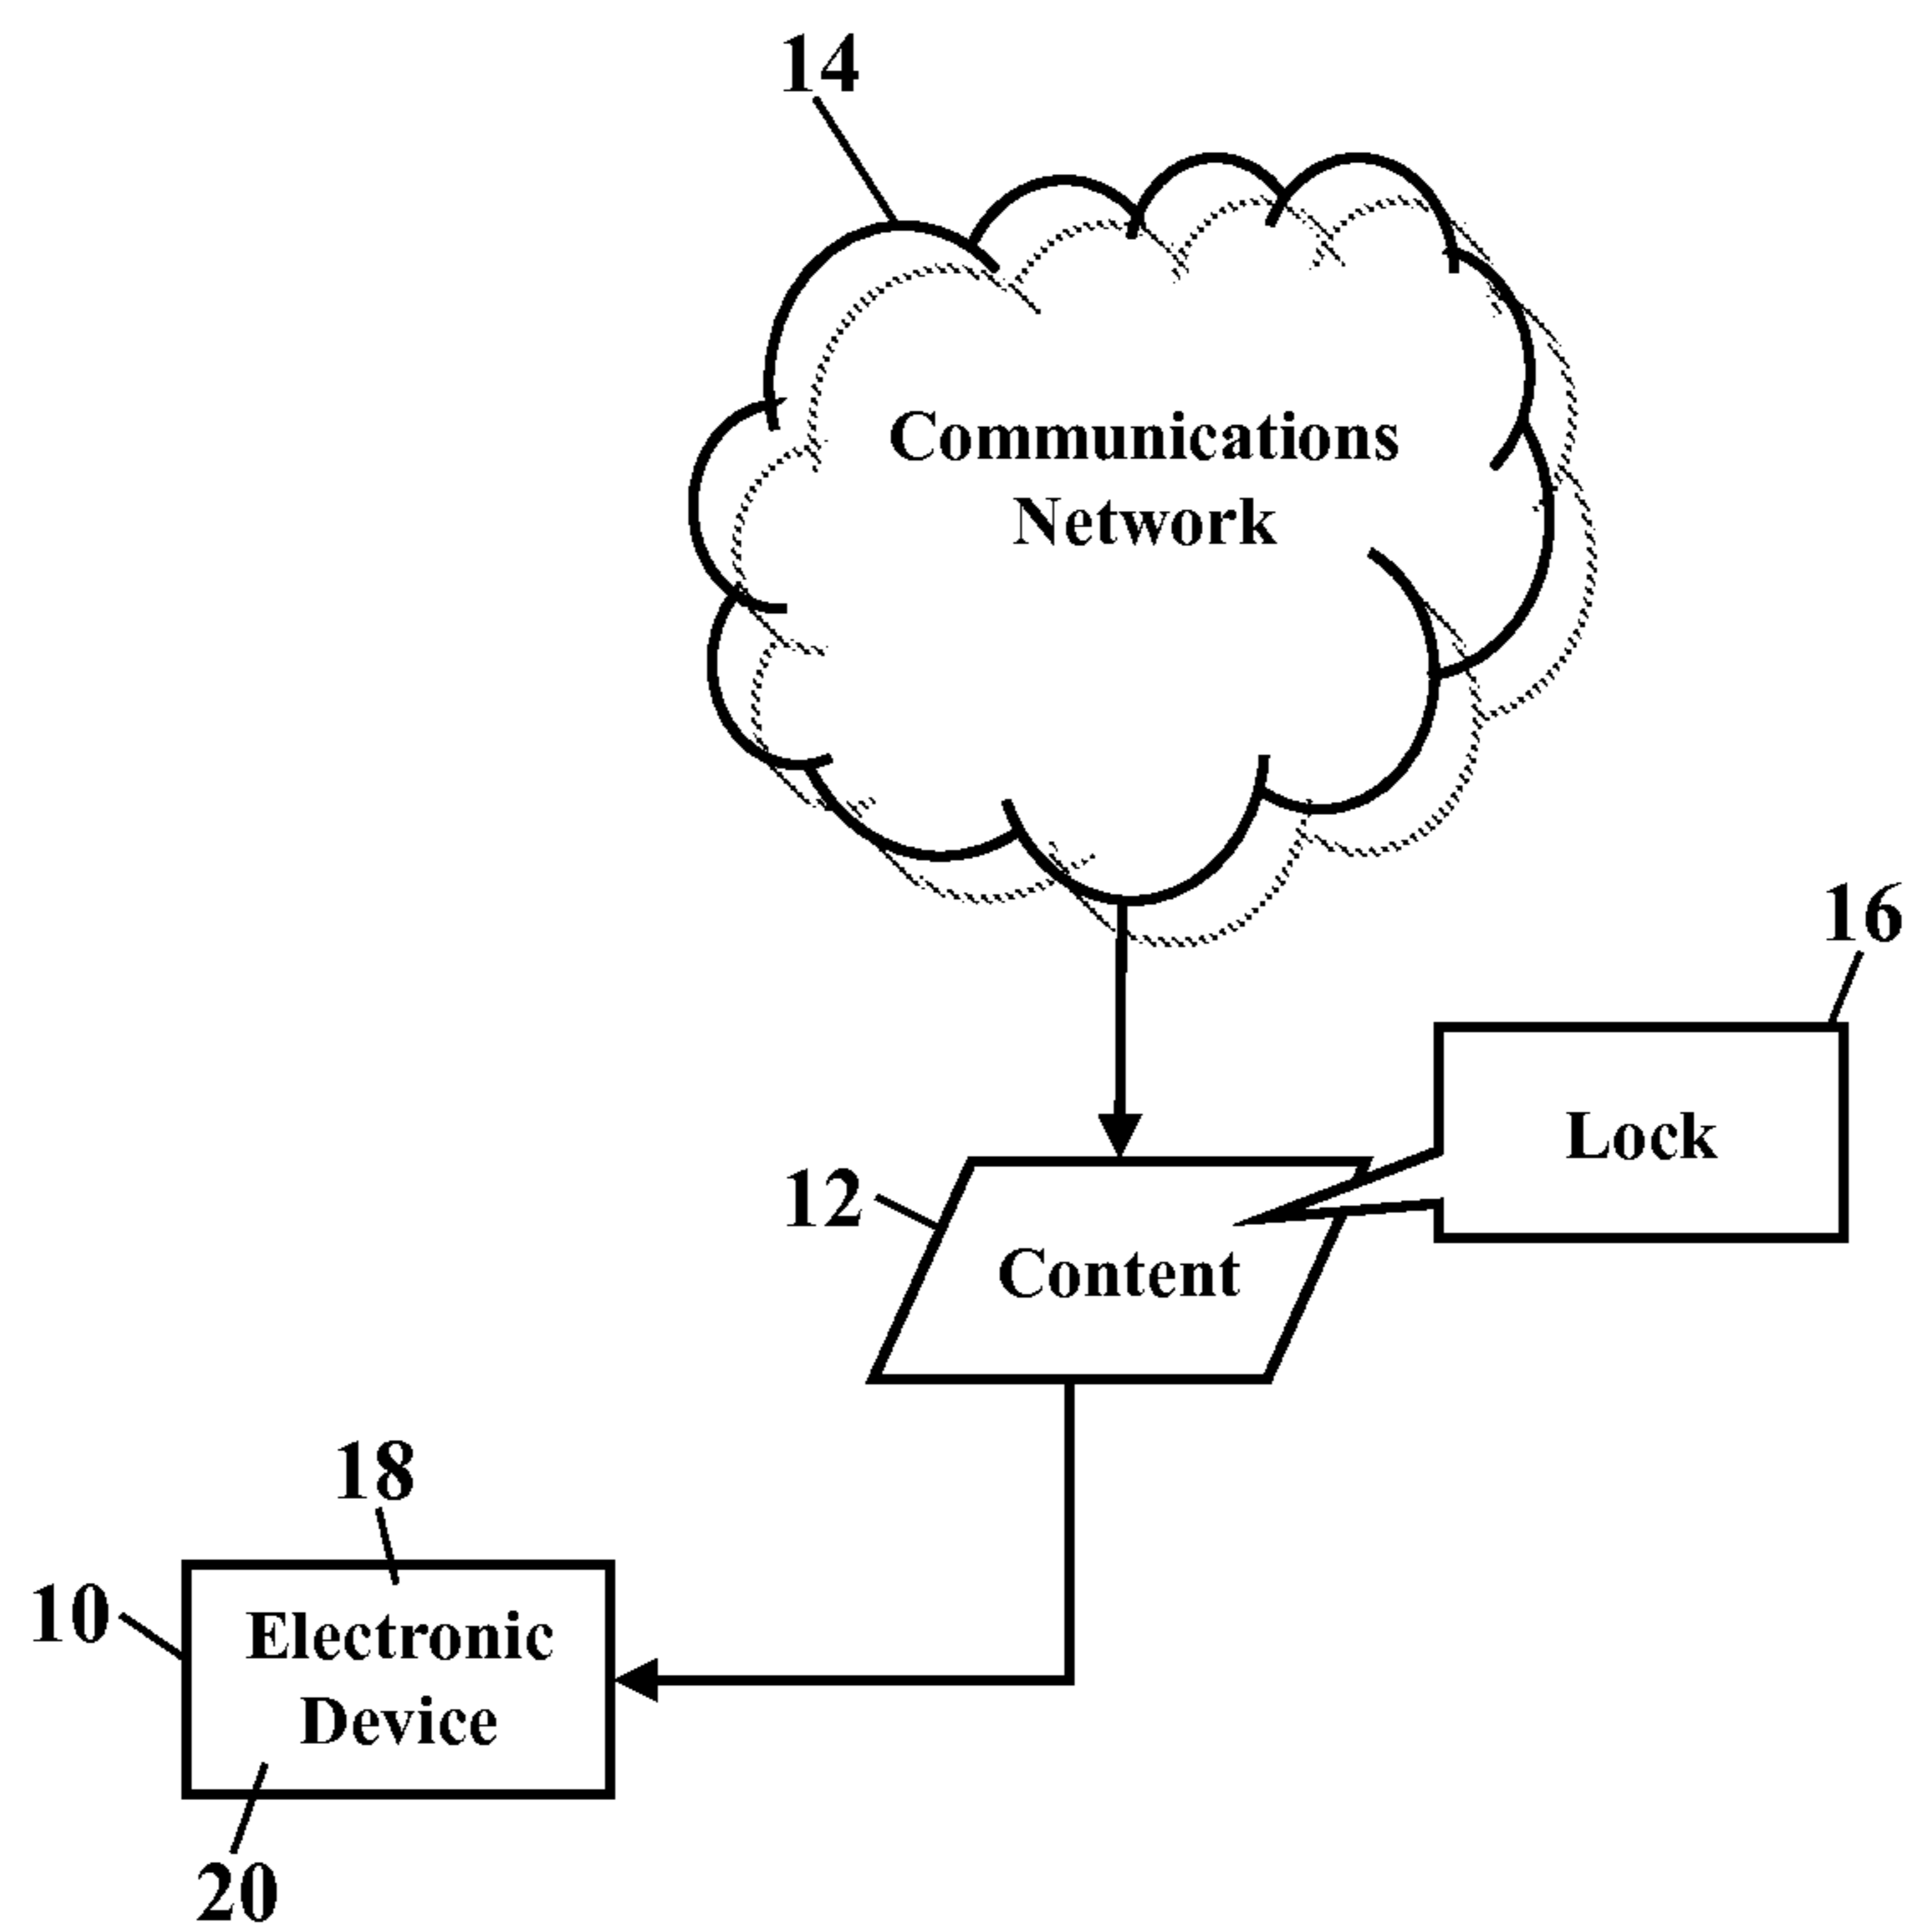 14
Communications
Network
16
Lock
12
Content
18
10
Electronic
Device
20